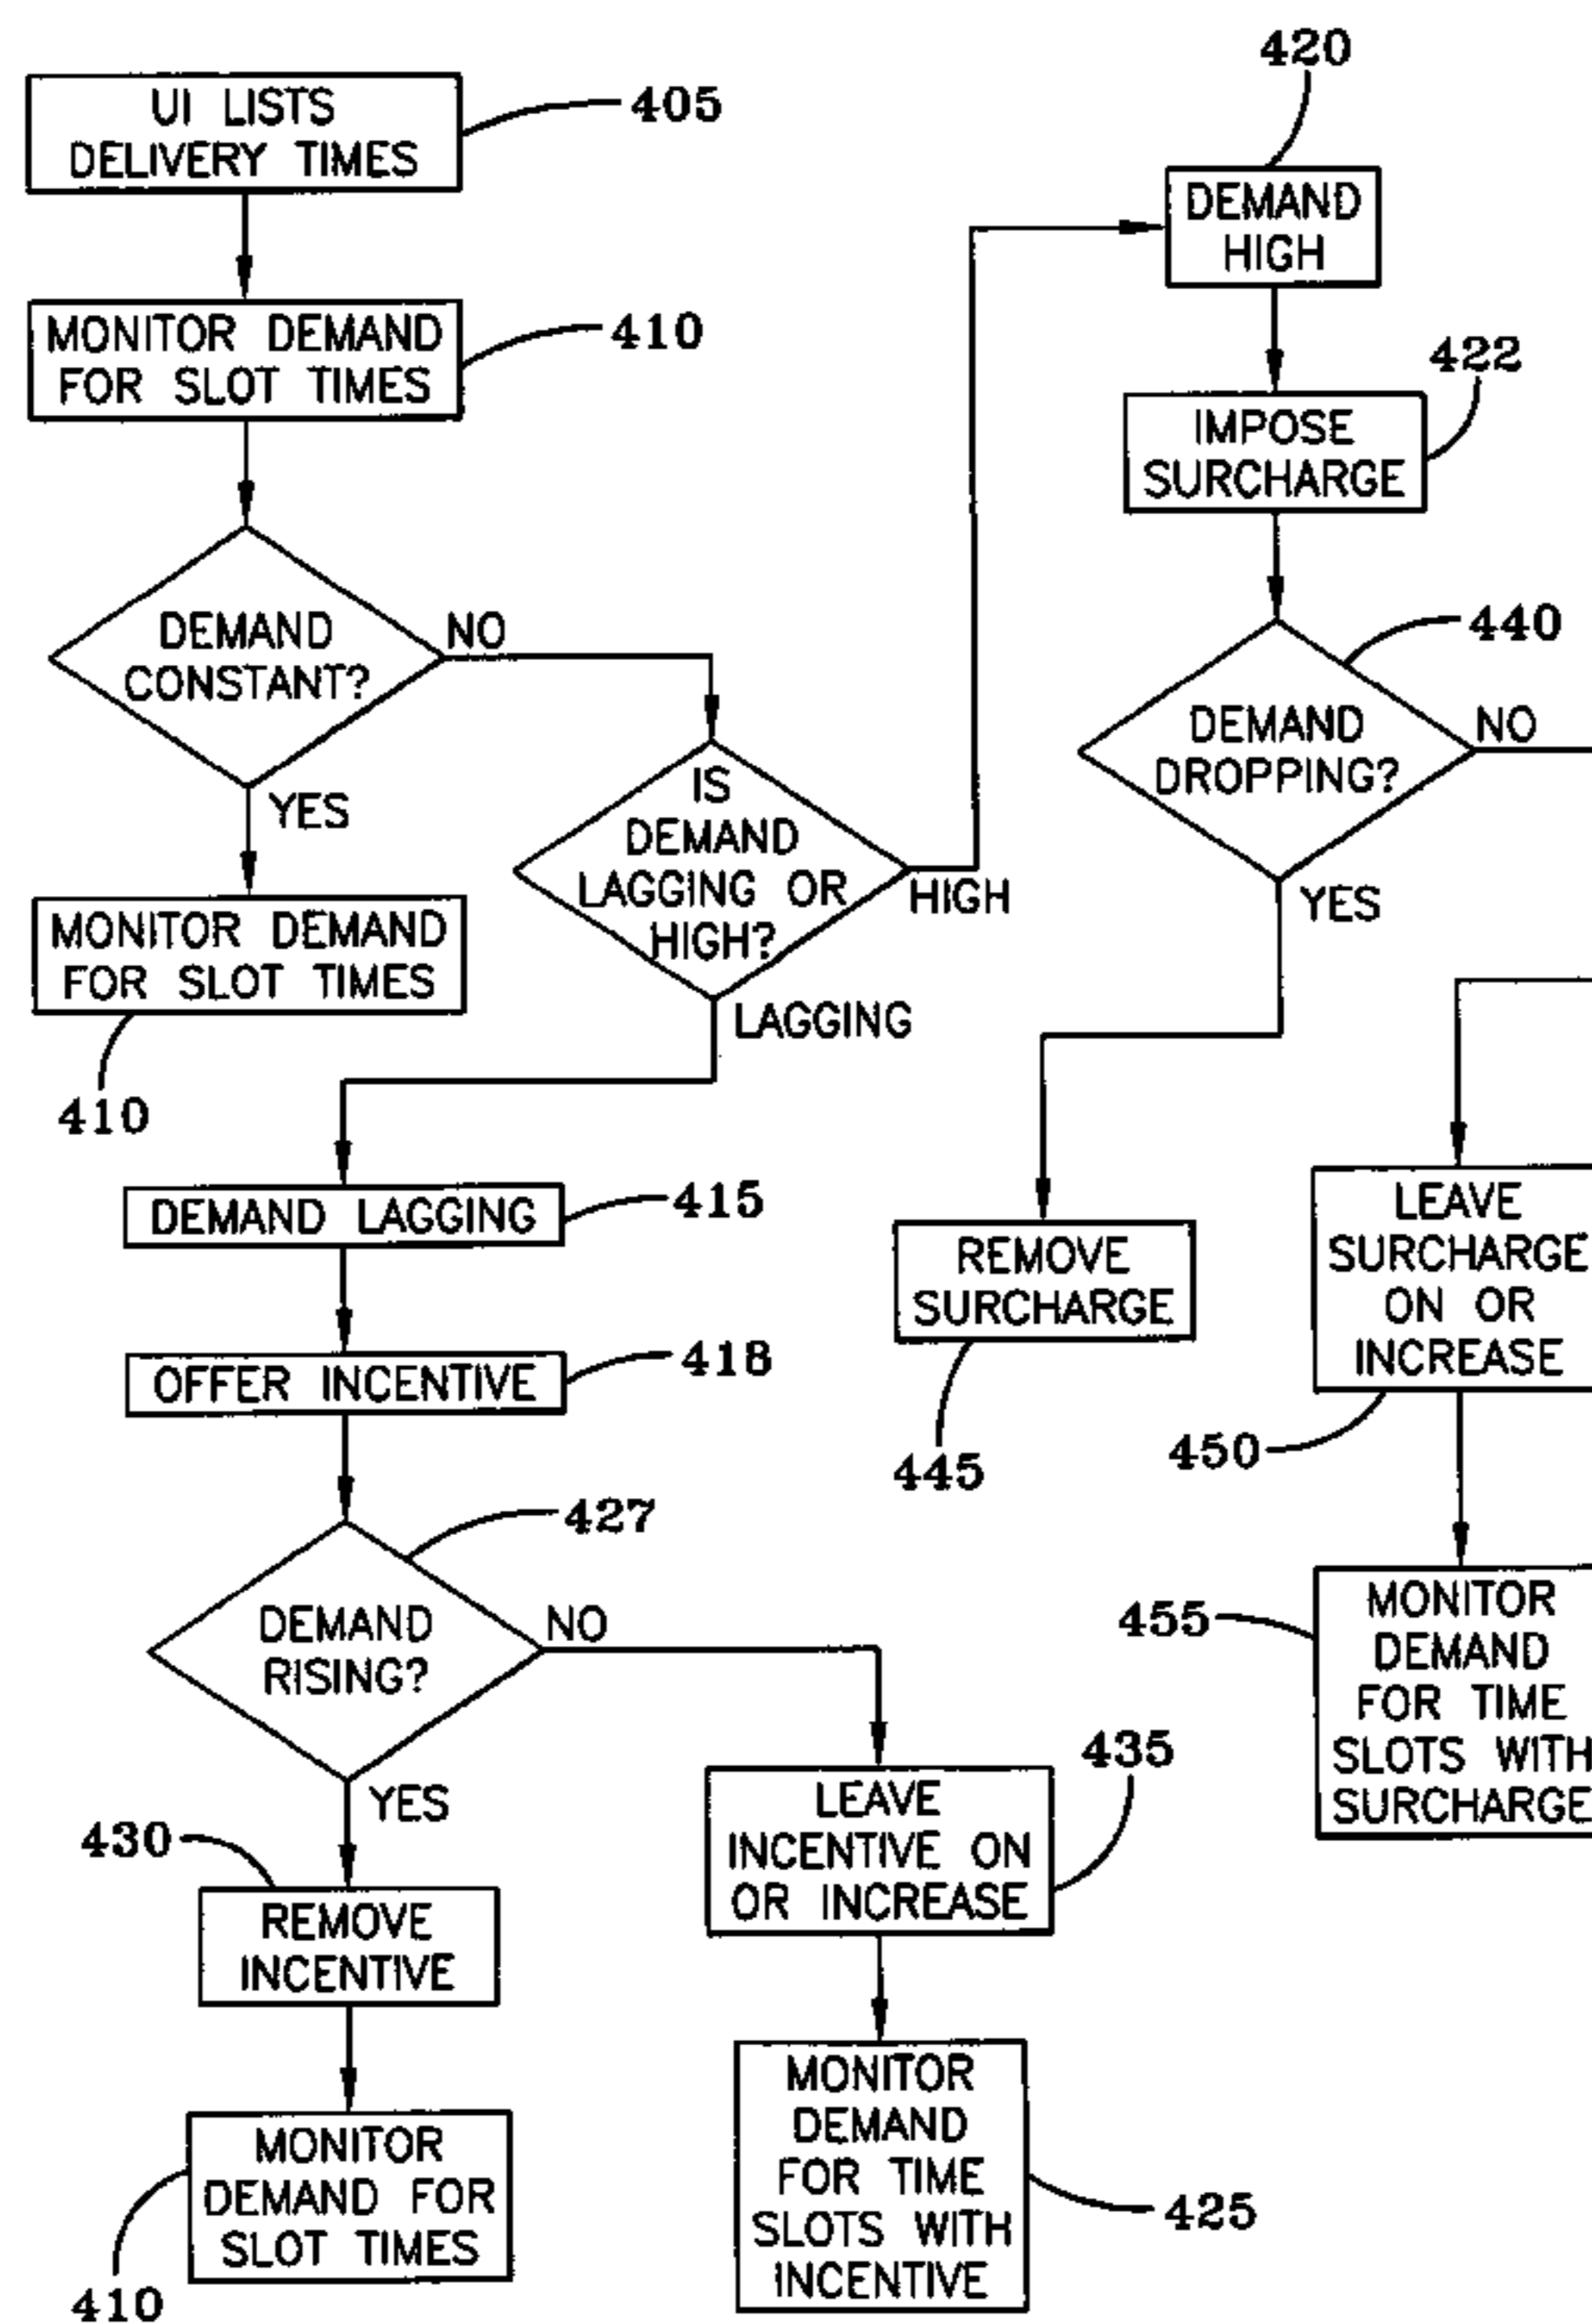 UI LISTS
DELIVERY TIMES
405
MONITOR DEMAND
FOR SLOT TIMES
410
DEMAND
CONSTANT?
NO
YES
MONITOR DEMAND
FOR SLOT TIMES
410
IS
DEMAND
LAGGING OR
HIGH?
HIGH
LAGGING
DEMAND LAGGING
415
OFFER INCENTIVE
418
427
DEMAND
RISING?
NO
YES
430
REMOVE
INCENTIVE
MONITOR
DEMAND FOR
SLOT TIMES
410
435
LEAVE
INCENTIVE ON
OR INCREASE
MONITOR
DEMAND
FOR TIME
SLOTS WITH
INCENTIVE
425
420
DEMAND
HIGH
422
IMPOSE
SURCHARGE
440
DEMAND
DROPPING?
NO
YES
REMOVE
SURCHARGE
445
LEAVE
SURCHARGE
ON OR
INCREASE
450
455
MONITOR
DEMAND
FOR TIME
SLOTS WITH
SURCHARGE